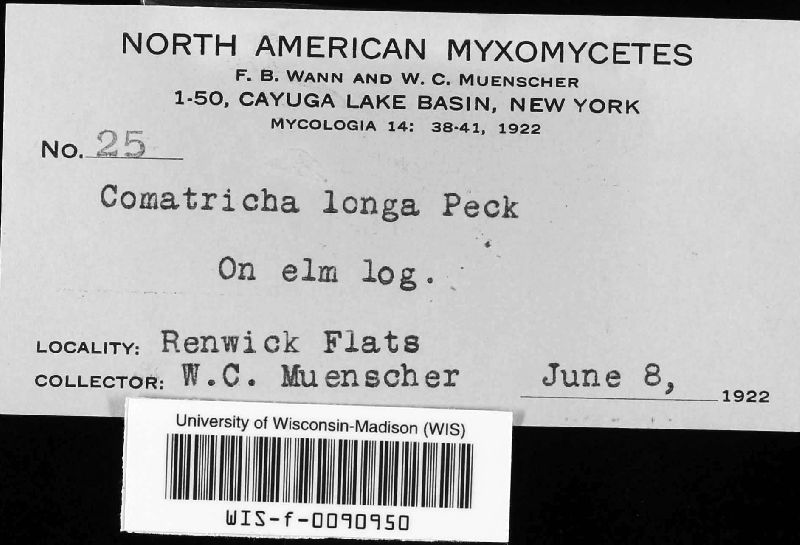 NORTH AMERICAN MYXOMYCETES
F. B. WANN AND W. C. MUENSCHER
1-50, CAYUGA LAKE BASIN, NEW YORK
MYCOLOGIA 14: 38-41, 1922
No. 25
Comatricha longa Peck
On elm log.
LOCALITY: Renwick Flats
COLLECTOR: W.C. Muenscher June 8, 1922
University of Wisconsin-Madison (WIS)
WIS-f-0090950